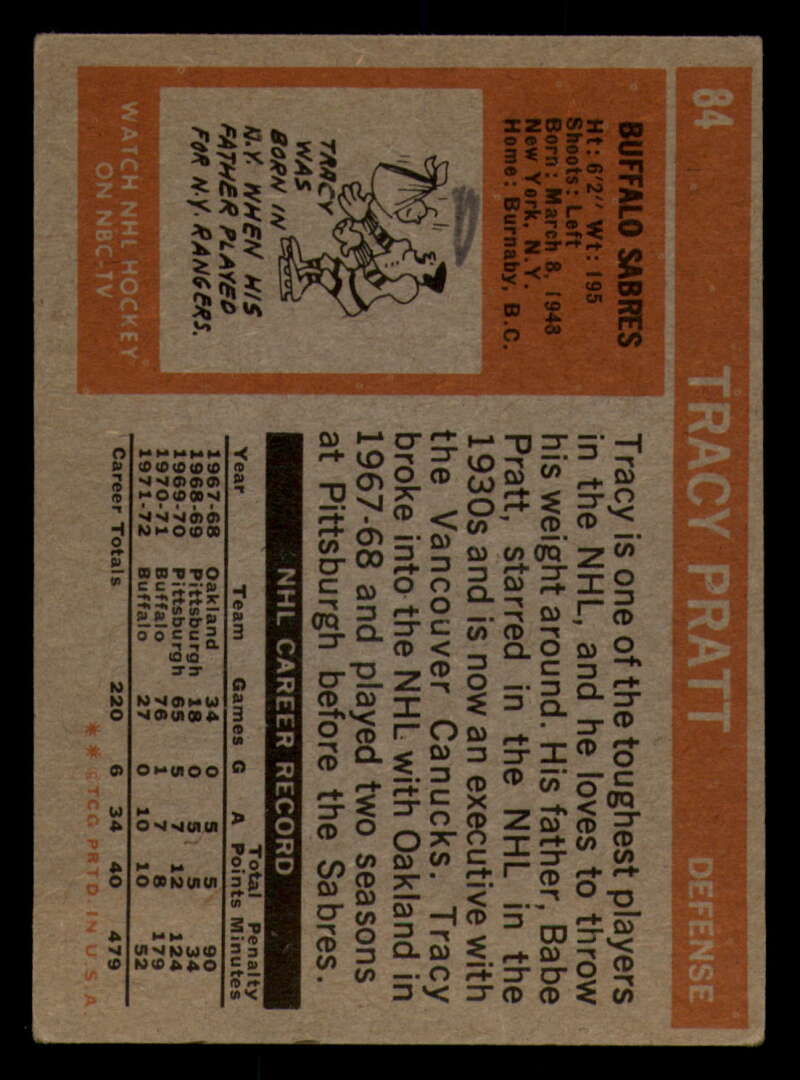 84
TRACY PRATT
DEFENSE
BUFFALO SABRES
Ht: 6'2" Wt: 195
Shoots: Left
Born: March 8, 1943
New York, N.Y.
Home: Burnaby, B.C.
TRACY
WAS
BORN IN
N.Y. WHEN HIS
FATHER PLAYED
FOR N.Y. RANGERS.
WATCH NHL HOCKEY
ON NBC-TV
Tracy is one of the toughest players
in the NHL, and he loves to throw
his weight around. His father, Babe
Pratt, starred in the NHL in the
1930s and is now an executive with
the Vancouver Canucks. Tracy
broke into the NHL with Oakland in
1967-68 and played two seasons
at Pittsburgh before the Sabres.
NHL CAREER RECORD
Total Penalty
Year Team Games G A Points Minutes
1967-68 Oakland 34 0 5 5 90
1968-69 Pittsburgh 18 0 5 5 34
1969-70 Pittsburgh 65 5 7 12 124
1970-71 Buffalo 76 1 7 8 179
1971-72 Buffalo 27 0 10 10 52
Career Totals 220 6 34 40 479
* * ©TCG PRTD. IN U.S.A.